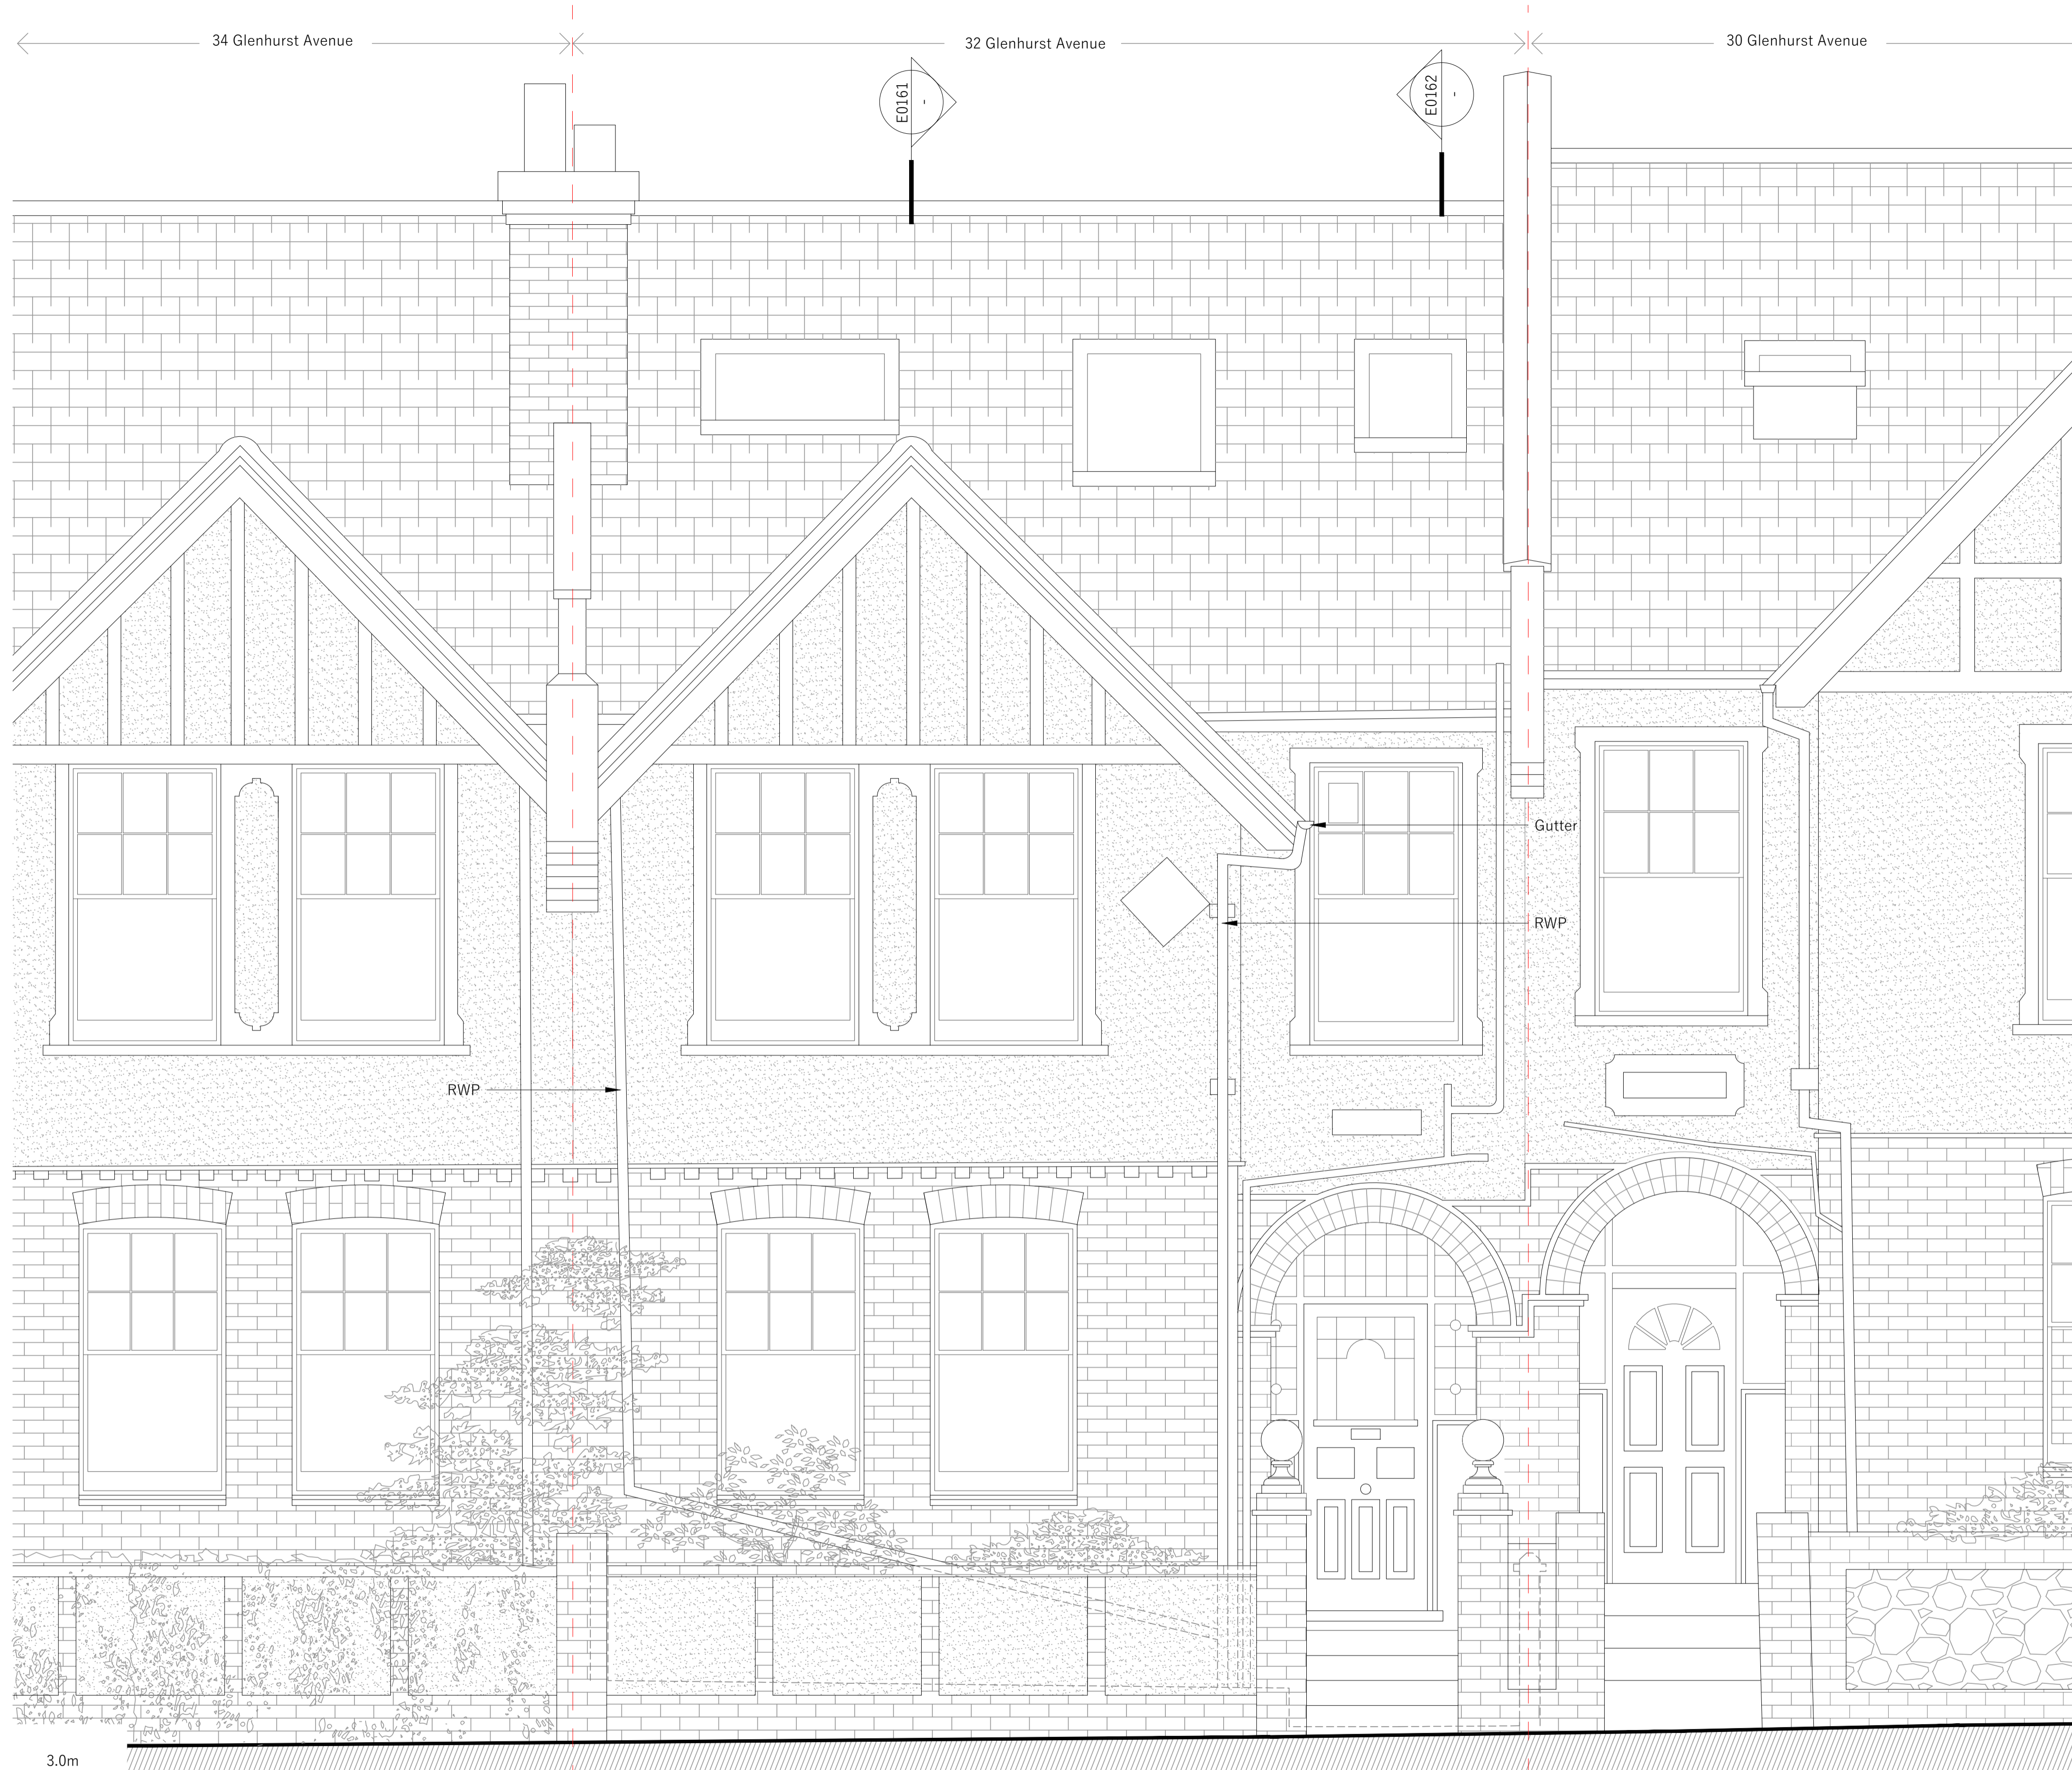 34 Glenhurst Avenue
32 Glenhurst Avenue
30 Glenhurst Avenue
E0161
-
E0162
-
Gutter
RWP
RWP
3.0m